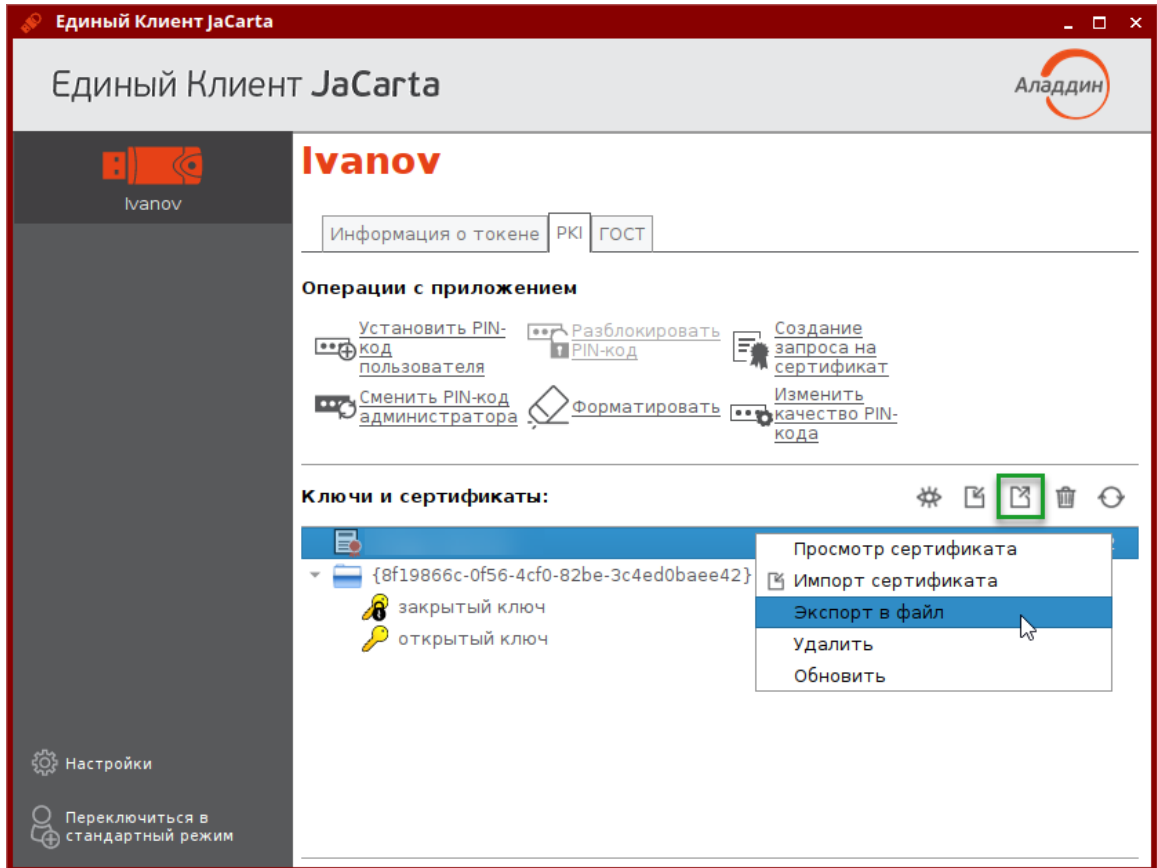 Единый Клиент JaCarta
Единый Клиент JaCarta
Аладдин
Ivanov
Ivanov
Информация о токене
PKI
ГОСТ
Операции с приложением
Установить PIN-
код
пользователя
Разблокировать
PIN-код
Создание
запроса на
сертификат
Сменить PIN-код
администратора
Форматировать
Изменить
качество PIN-
кода
Ключи и сертификаты:
{8f19866c-0f56-4cf0-82be-3c4ed0baee42}
закрытый ключ
открытый ключ
Просмотр сертификата
Импорт сертификата
Экспорт в файл
Удалить
Обновить
Настройки
Переключиться в
стандартный режим